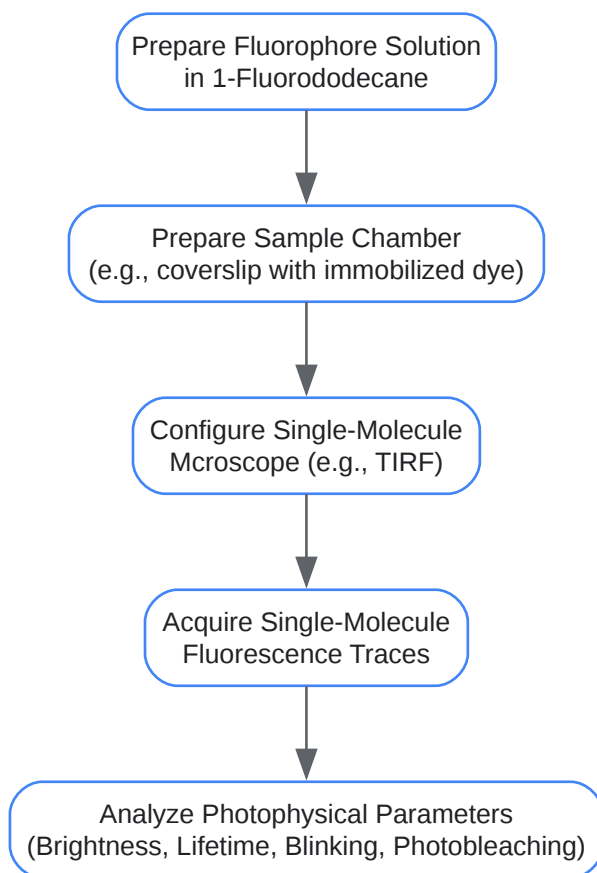 Prepare Fluorophore Solution
in 1-Fluorododecane
Prepare Sample Chamber
(e.g., coverslip with immobilized dye)
Configure Single-Molecule
Mcroscope (e.g., TIRF)
Acquire Single-Molecule
Fluorescence Traces
Analyze Photophysical Parameters
(Brightness, Lifetime, Blinking, Photobleaching)